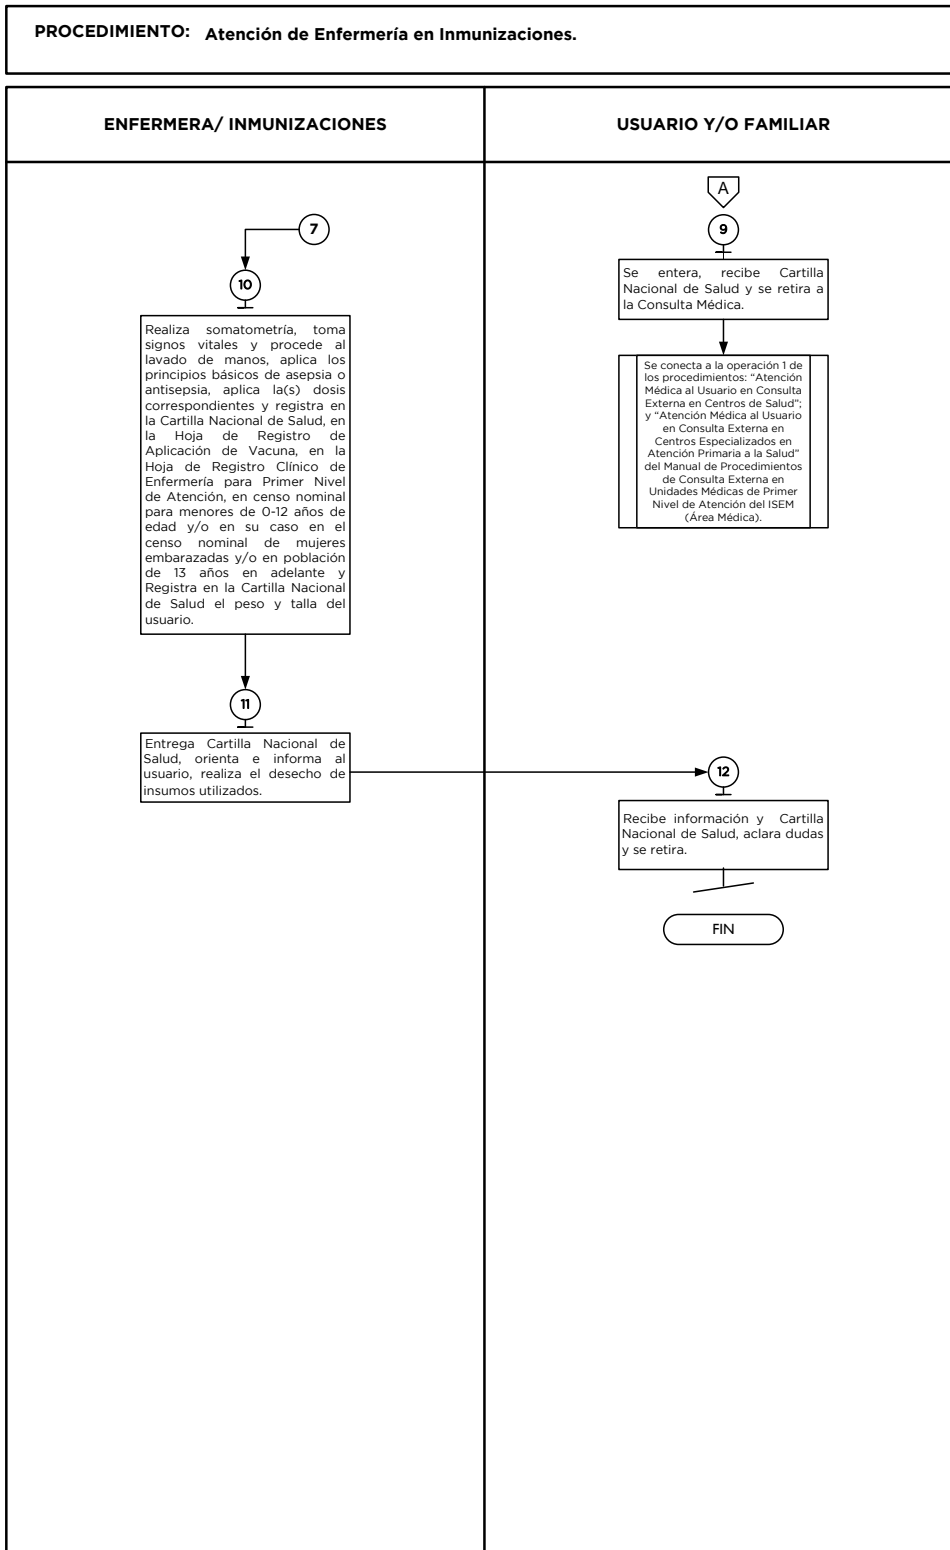 PROCEDIMIENTO: Atención de Enfermería en Inmunizaciones.
ENFERMERA/ INMUNIZACIONES
USUARIO Y/O FAMILIAR
7
10
Realiza somatometría, toma
signos vitales y procede al
lavado de manos, aplica los
principios básicos de asepsia o
antisepsia, aplica la(s) dosis
correspondientes y registra en
la Cartilla Nacional de Salud, en
la Hoja de Registro de
Aplicación de Vacuna, en la
Hoja de Registro Clínico de
Enfermería para Primer Nivel
de Atención, en censo nominal
para menores de 0-12 años de
edad y/o en su caso en el
censo nominal de mujeres
embarazadas y/o en población
de 13 años en adelante y
Registra en la Cartilla Nacional
de Salud el peso y talla del
usuario.
11
Entrega Cartilla Nacional de
Salud, orienta e informa al
usuario, realiza el desecho de
insumos utilizados.
A
9
Se entera, recibe Cartilla
Nacional de Salud y se retira a
la Consulta Médica.
Se conecta a la operación 1 de
los procedimientos: “Atención
Médica al Usuario en Consulta
Externa en Centros de Salud”;
y “Atención Médica al Usuario
en Consulta Externa en
Centros Especializados en
Atención Primaria a la Salud”
del Manual de Procedimientos
de Consulta Externa en
Unidades Médicas de Primer
Nivel de Atención del ISEM
(Área Médica).
12
Recibe información y Cartilla
Nacional de Salud, aclara dudas
y se retira.
FIN